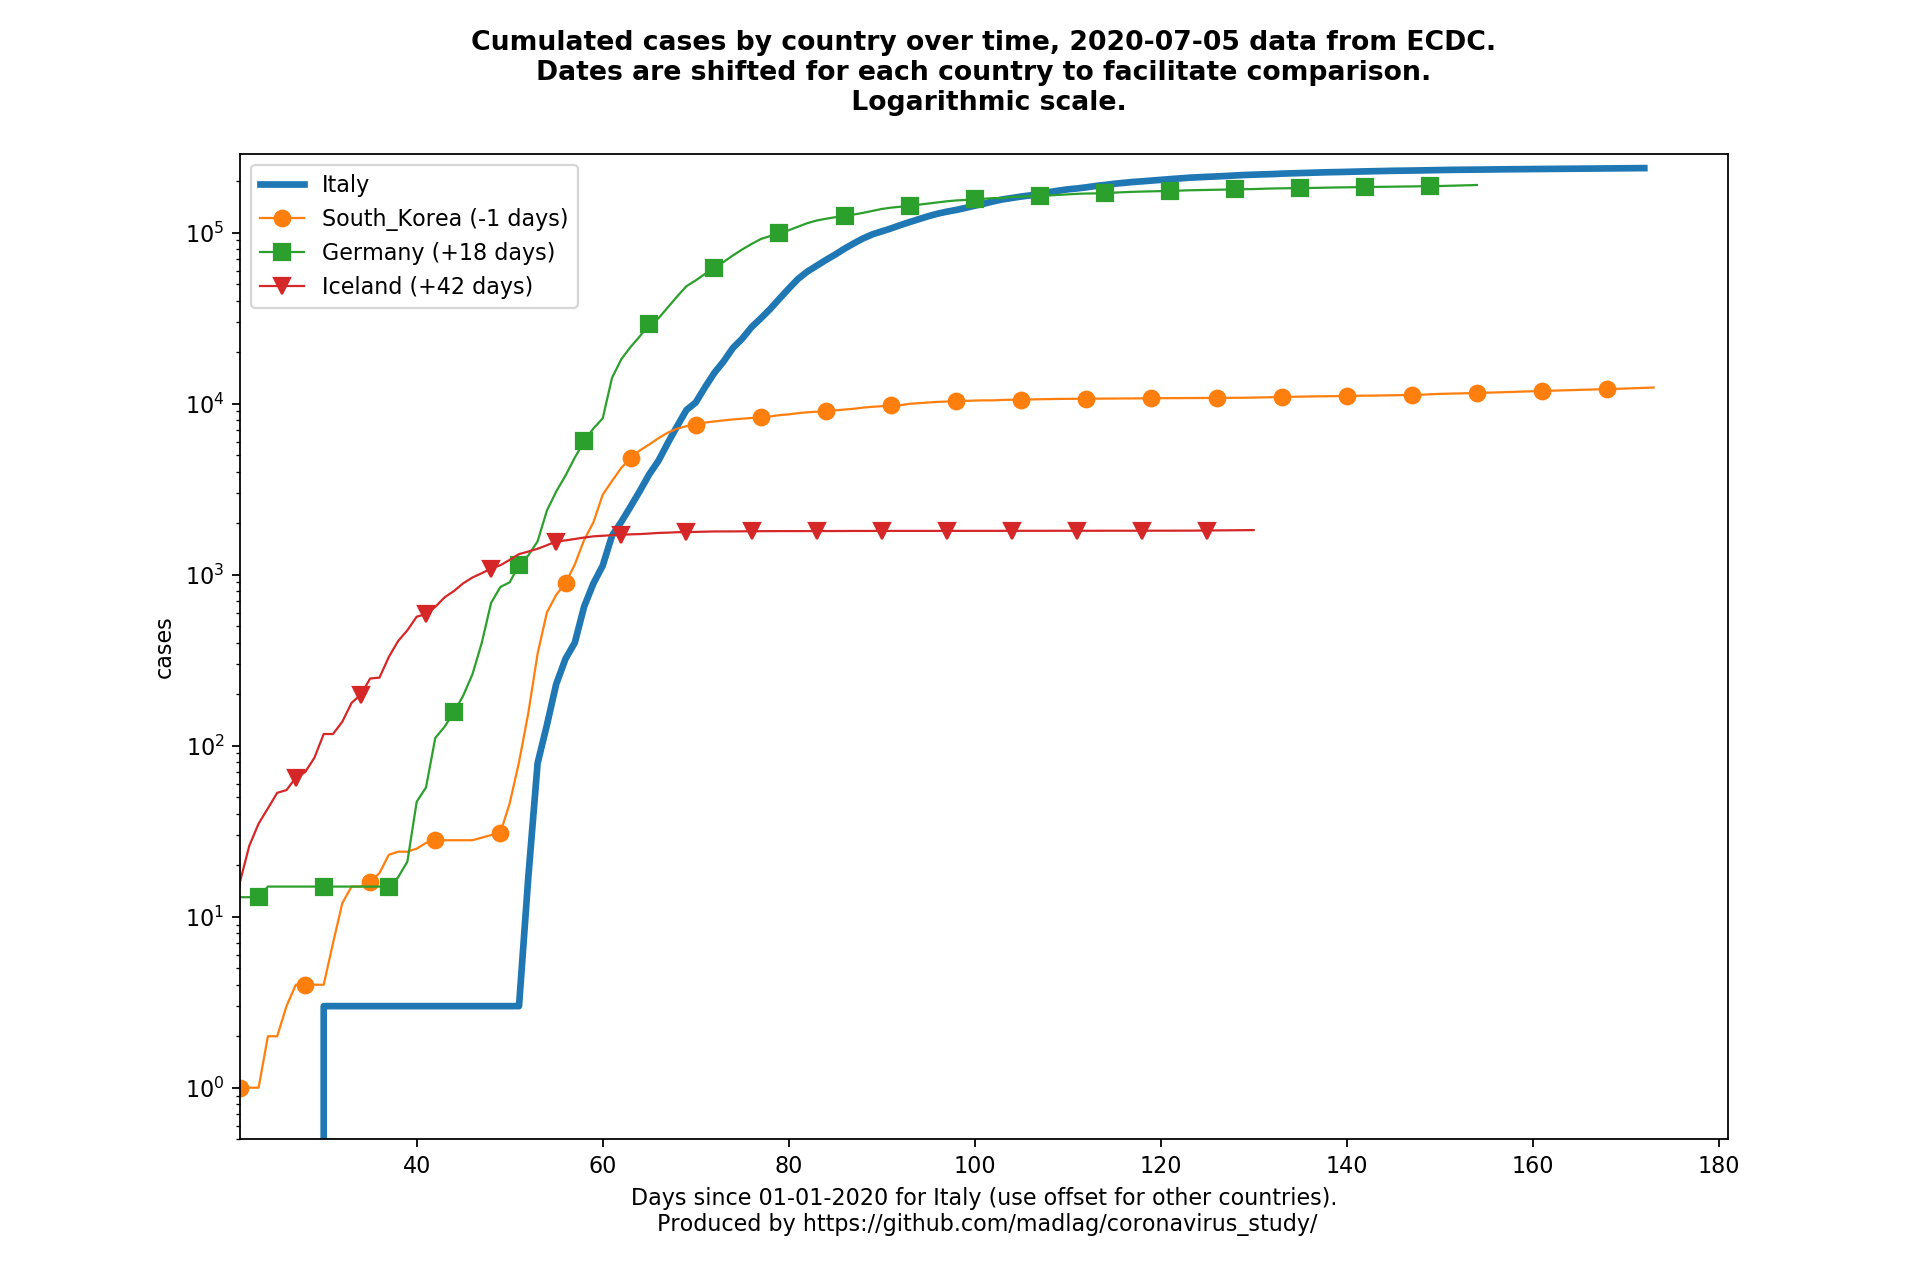 Cumulated cases by country over time, 2020-07-05 data from ECDC.
Dates are shifted for each country to facilitate comparison.
Logarithmic scale.
Italy
South_Korea (-1 days)
Germany (+18 days)
Iceland (+42 days)
10^5
10^4
10^3
10^2
10^1
10^0
cases
40 60 80 100 120 140 160 180
Days since 01-01-2020 for Italy (use offset for other countries).
Produced by https://github.com/madlag/coronavirus_study/